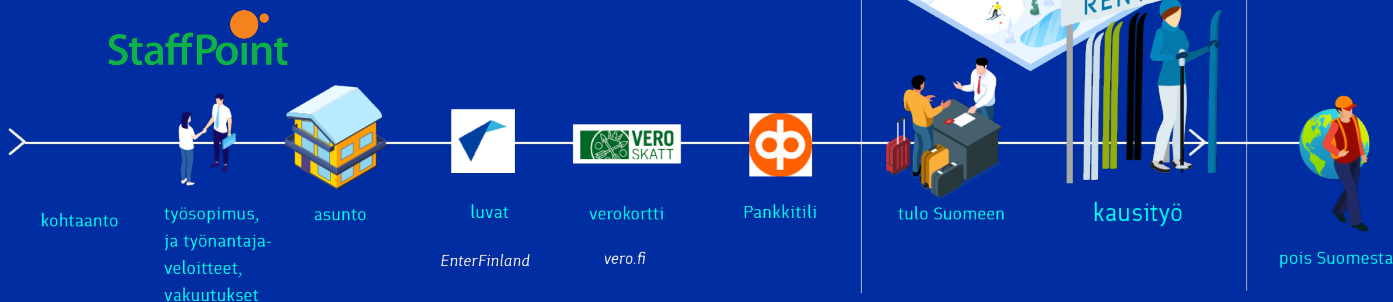 StaffPoint
RENT
kohtaanto
työsopimus,
ja työnantaja-
veloitteet,
vakuutukset
asunto
luvat
EnterFinland
VERO
SKATT
verokortti
vero.fi
Pankkitili
tulo Suomeen
kausityö
pois Suomesta